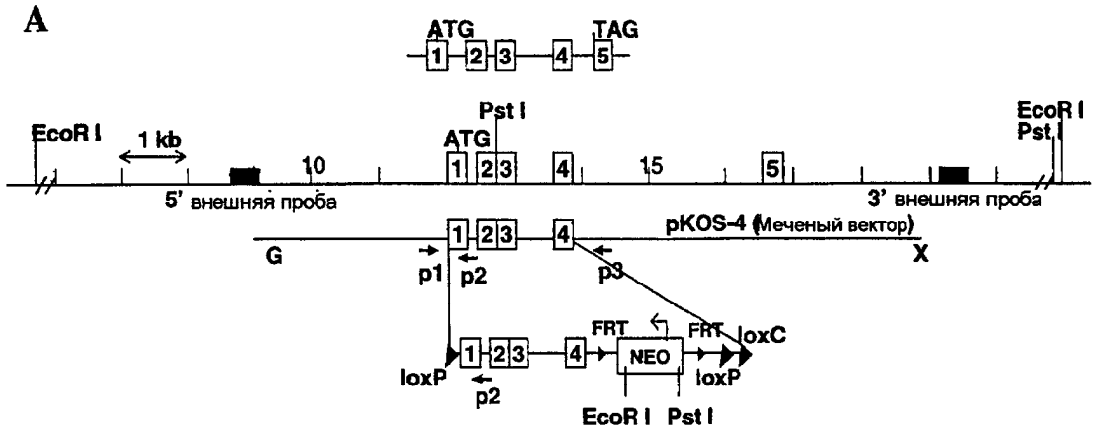 A
ATG TAG
1 2 3 4 5
Pst I
EcoR I
EcoR I 1 kb ATG Pst I
10 1 2 3 4 15 5
5' внешняя проба 3' внешняя проба
1 2 3 4 pKOS-4 (Меченый вектор)
G X
p1 p2 p3
FRT FRT loxC
1 2 3 4 NEO
loxP loxP
p2
EcoR I Pst I